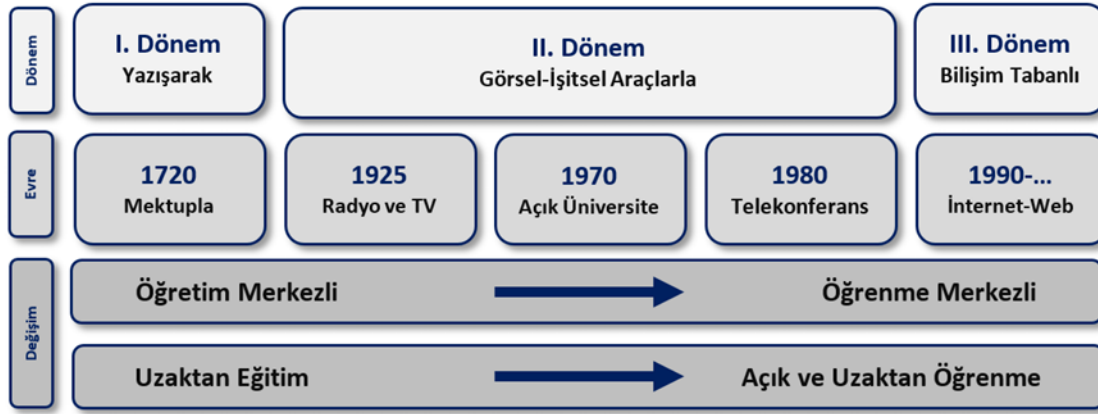 Dönem
I. Dönem
Yazışarak
II. Dönem
Görsel-İşitsel Araçlarla
III. Dönem
Bilişim Tabanlı
Evre
1720
Mektupla
1925
Radyo ve TV
1970
Açık Üniversite
1980
Telekonferans
1990-...
İnternet-Web
Değişim
Öğretim Merkezli
Öğrenme Merkezli
Uzaktan Eğitim
Açık ve Uzaktan Öğrenme